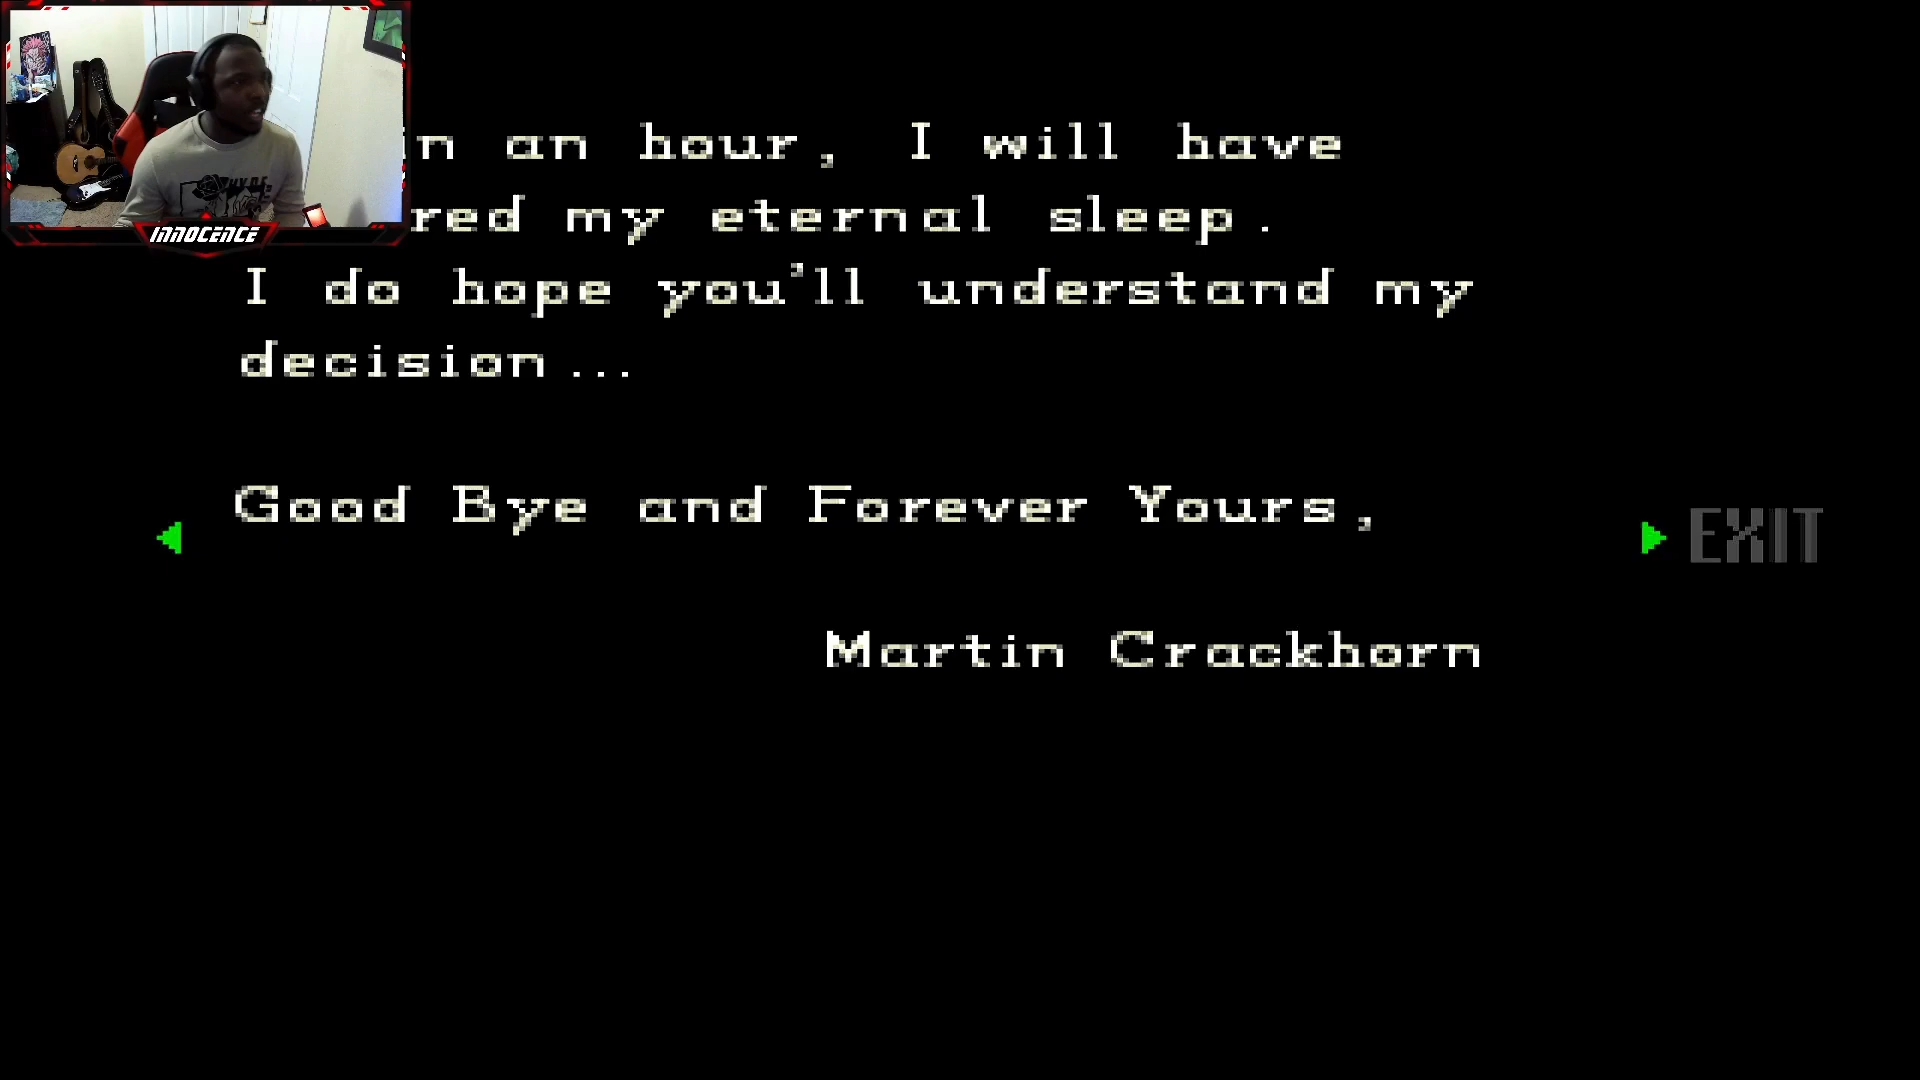 INNOCENCE
in an hour, I will have
red my eternal sleep.
I do hope you'll understand my
decision...
Good Bye and Forever Yours,
EXIT
Martin Crackhorn